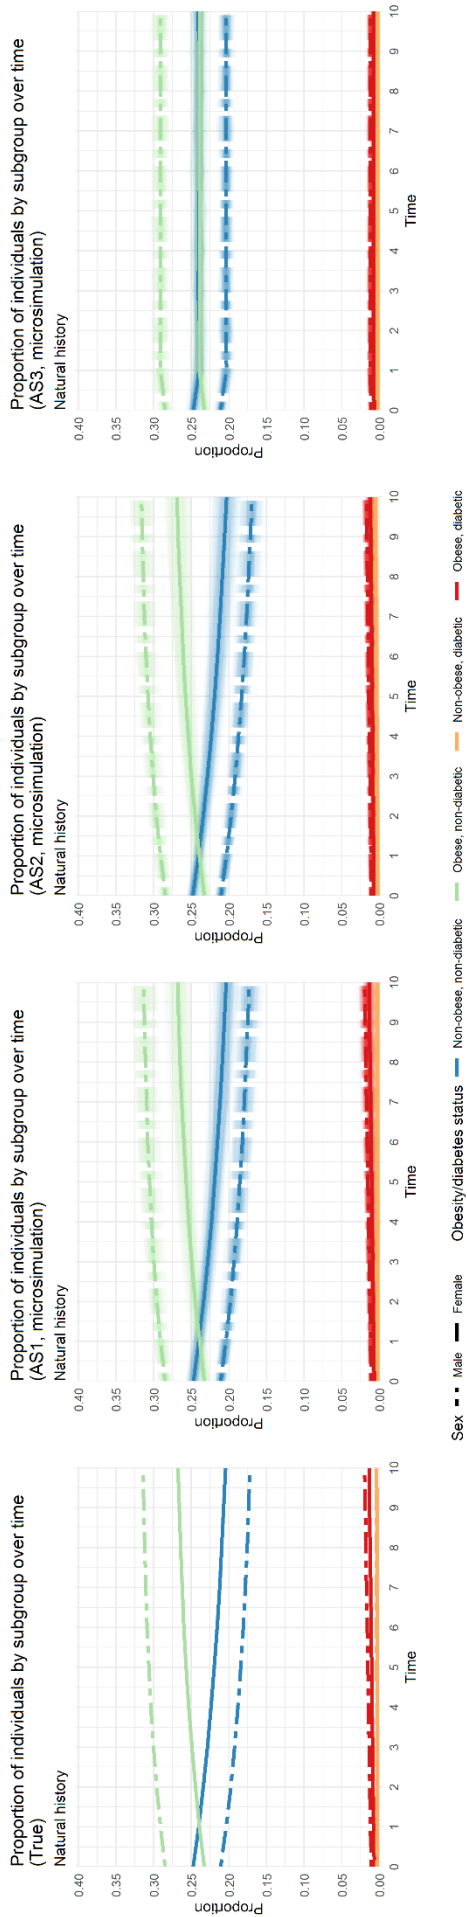 Proportion of individuals by subgroup over time
(True)
Natural history
Proportion
0.40
0.35
0.30
0.25
0.20
0.15
0.10
0.05
0.00
0 1 2 3 4 5 6 7 8 9 10
Time
Proportion of individuals by subgroup over time
(AS1, microsimulation)
Natural history
Proportion
0.40
0.35
0.30
0.25
0.20
0.15
0.10
0.05
0.00
0 1 2 3 4 5 6 7 8 9 10
Time
Proportion of individuals by subgroup over time
(AS2, microsimulation)
Natural history
Proportion
0.40
0.35
0.30
0.25
0.20
0.15
0.10
0.05
0.00
0 1 2 3 4 5 6 7 8 9 10
Time
Proportion of individuals by subgroup over time
(AS3, microsimulation)
Natural history
Proportion
0.40
0.35
0.30
0.25
0.20
0.15
0.10
0.05
0.00
0 1 2 3 4 5 6 7 8 9 10
Time
Sex Male Female Obesity/diabetes status Non-obese, non-diabetic Obese, non-diabetic Non-obese, diabetic Obese, diabetic